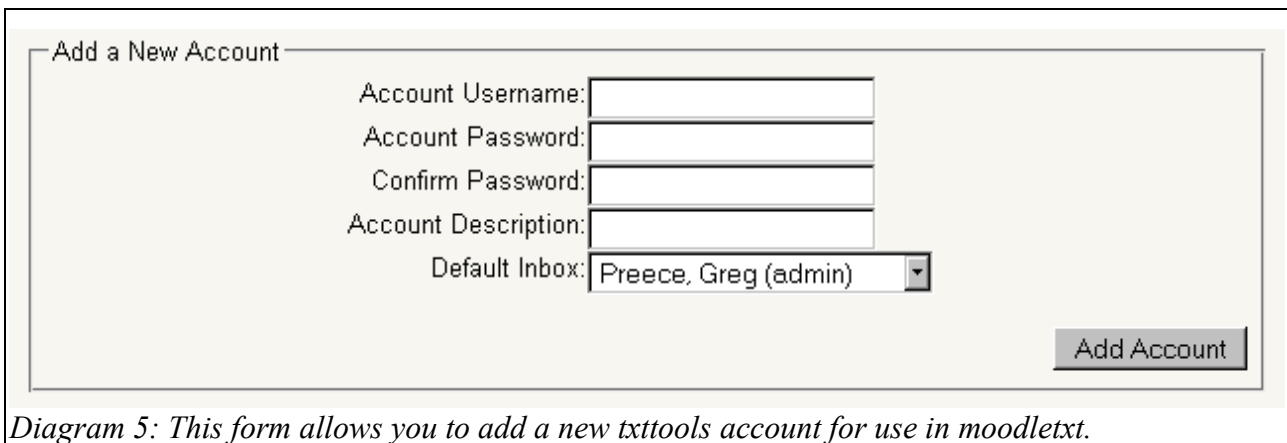 Add a New Account
Account Username:
Account Password:
Confirm Password:
Account Description:
Default Inbox: Preece, Greg (admin)
Add Account
Diagram 5: This form allows you to add a new txttools account for use in moodletxt.